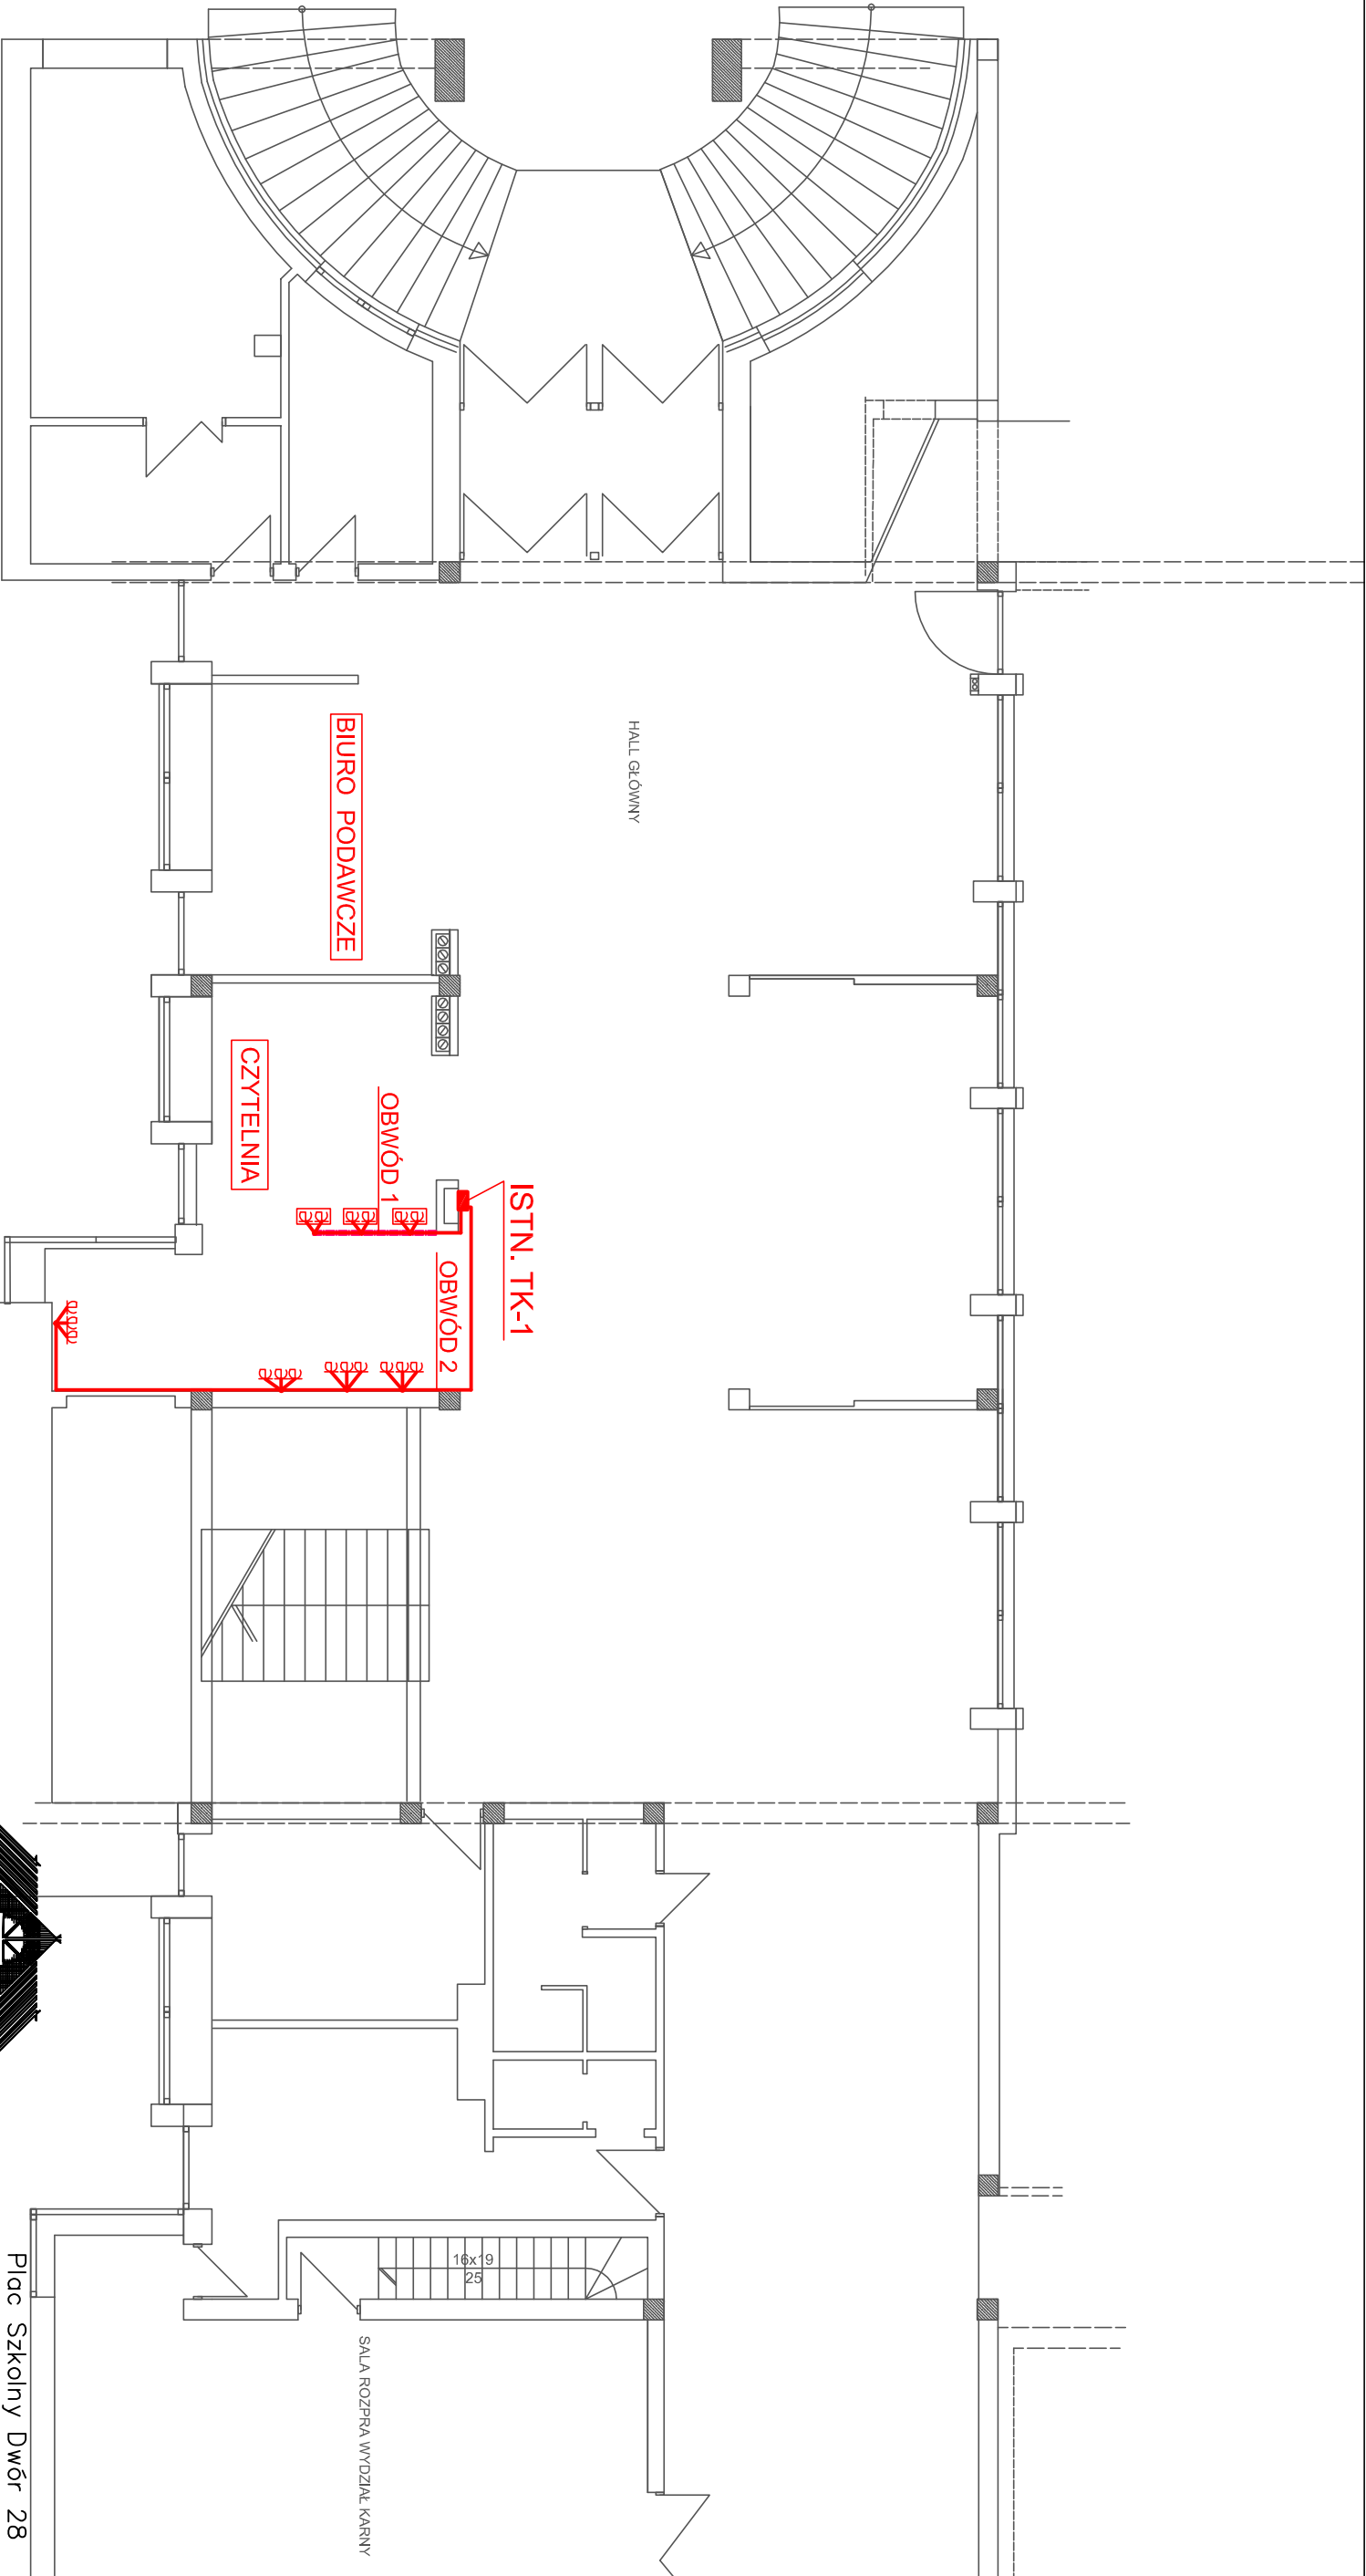 HALL GŁÓWNY
BIURO PODAWCZE
ISTN. TK-1
OBWÓD 1
OBWÓD 2
CZYTELNIA
16x19
25
SALA ROZPRA WYDZIAŁ KARNY
Plac Szkolny Dwór 28